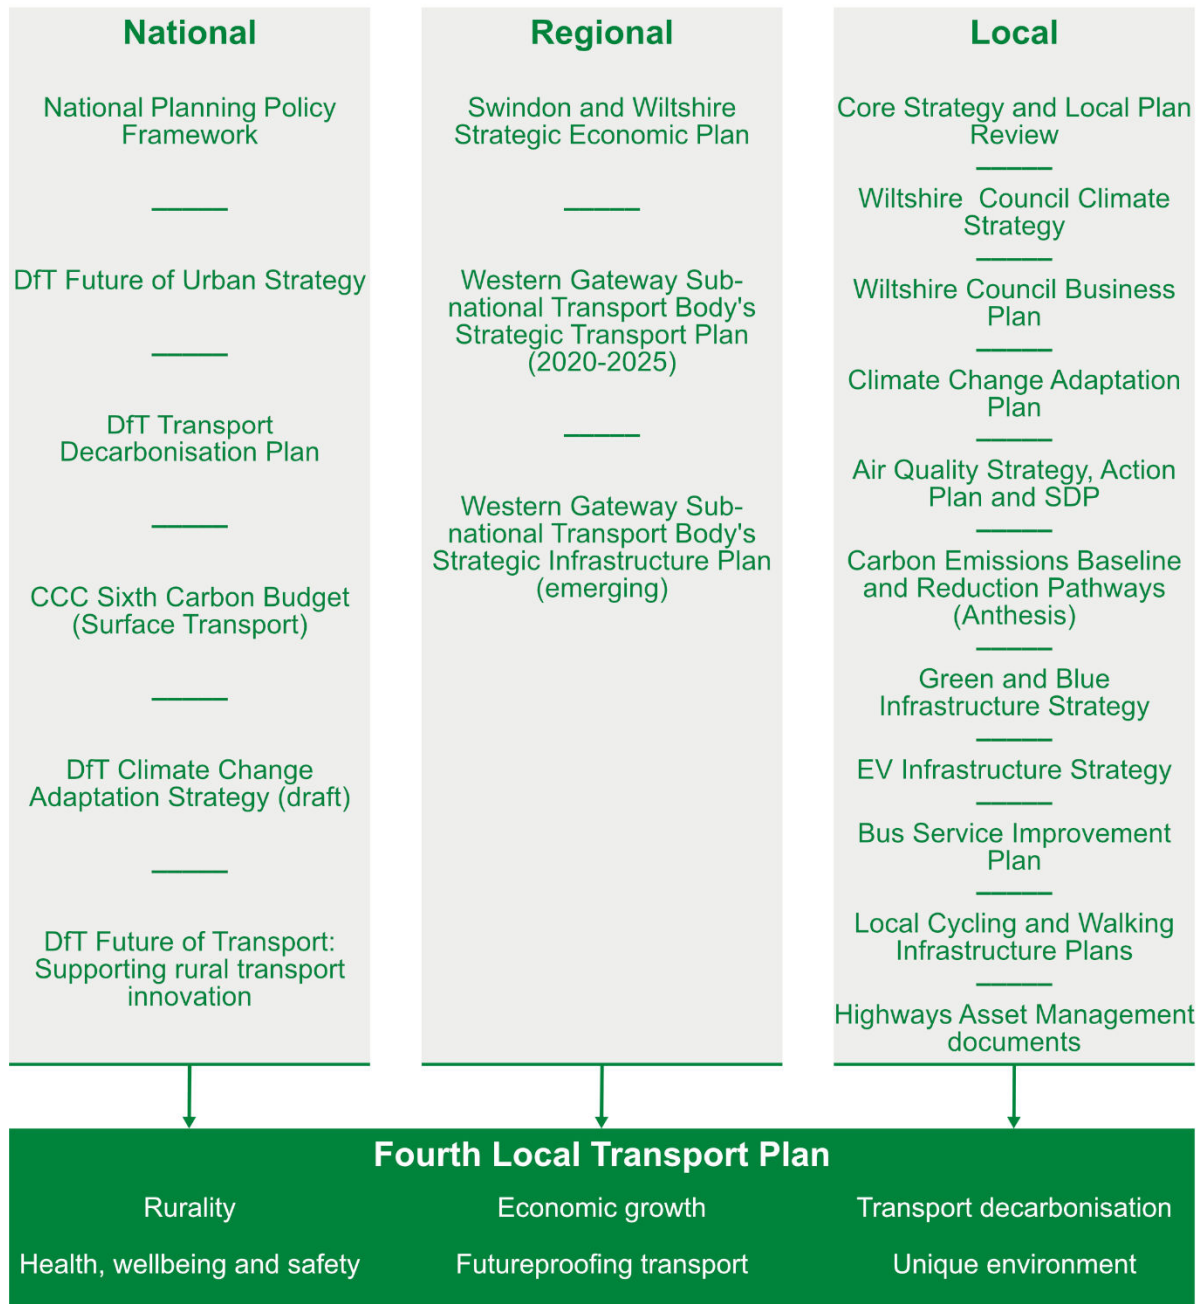 National
National Planning Policy
Framework
DfT Future of Urban Strategy
DfT Transport
Decarbonisation Plan
CCC Sixth Carbon Budget
(Surface Transport)
DfT Climate Change
Adaptation Strategy (draft)
DfT Future of Transport:
Supporting rural transport
innovation
Regional
Swindon and Wiltshire
Strategic Economic Plan
Western Gateway Sub-
national Transport Body's
Strategic Transport Plan
(2020-2025)
Western Gateway Sub-
national Transport Body's
Strategic Infrastructure Plan
(emerging)
Local
Core Strategy and Local Plan
Review
Wiltshire  Council Climate
Strategy
Wiltshire Council Business
Plan
Climate Change Adaptation
Plan
Air Quality Strategy, Action
Plan and SDP
Carbon Emissions Baseline
and Reduction Pathways
(Anthesis)
Green and Blue
Infrastructure Strategy
EV Infrastructure Strategy
Bus Service Improvement
Plan
Local Cycling and Walking
Infrastructure Plans
Highways Asset Management
documents
Fourth Local Transport Plan
Rurality
Economic growth
Transport decarbonisation
Health, wellbeing and safety
Futureproofing transport
Unique environment